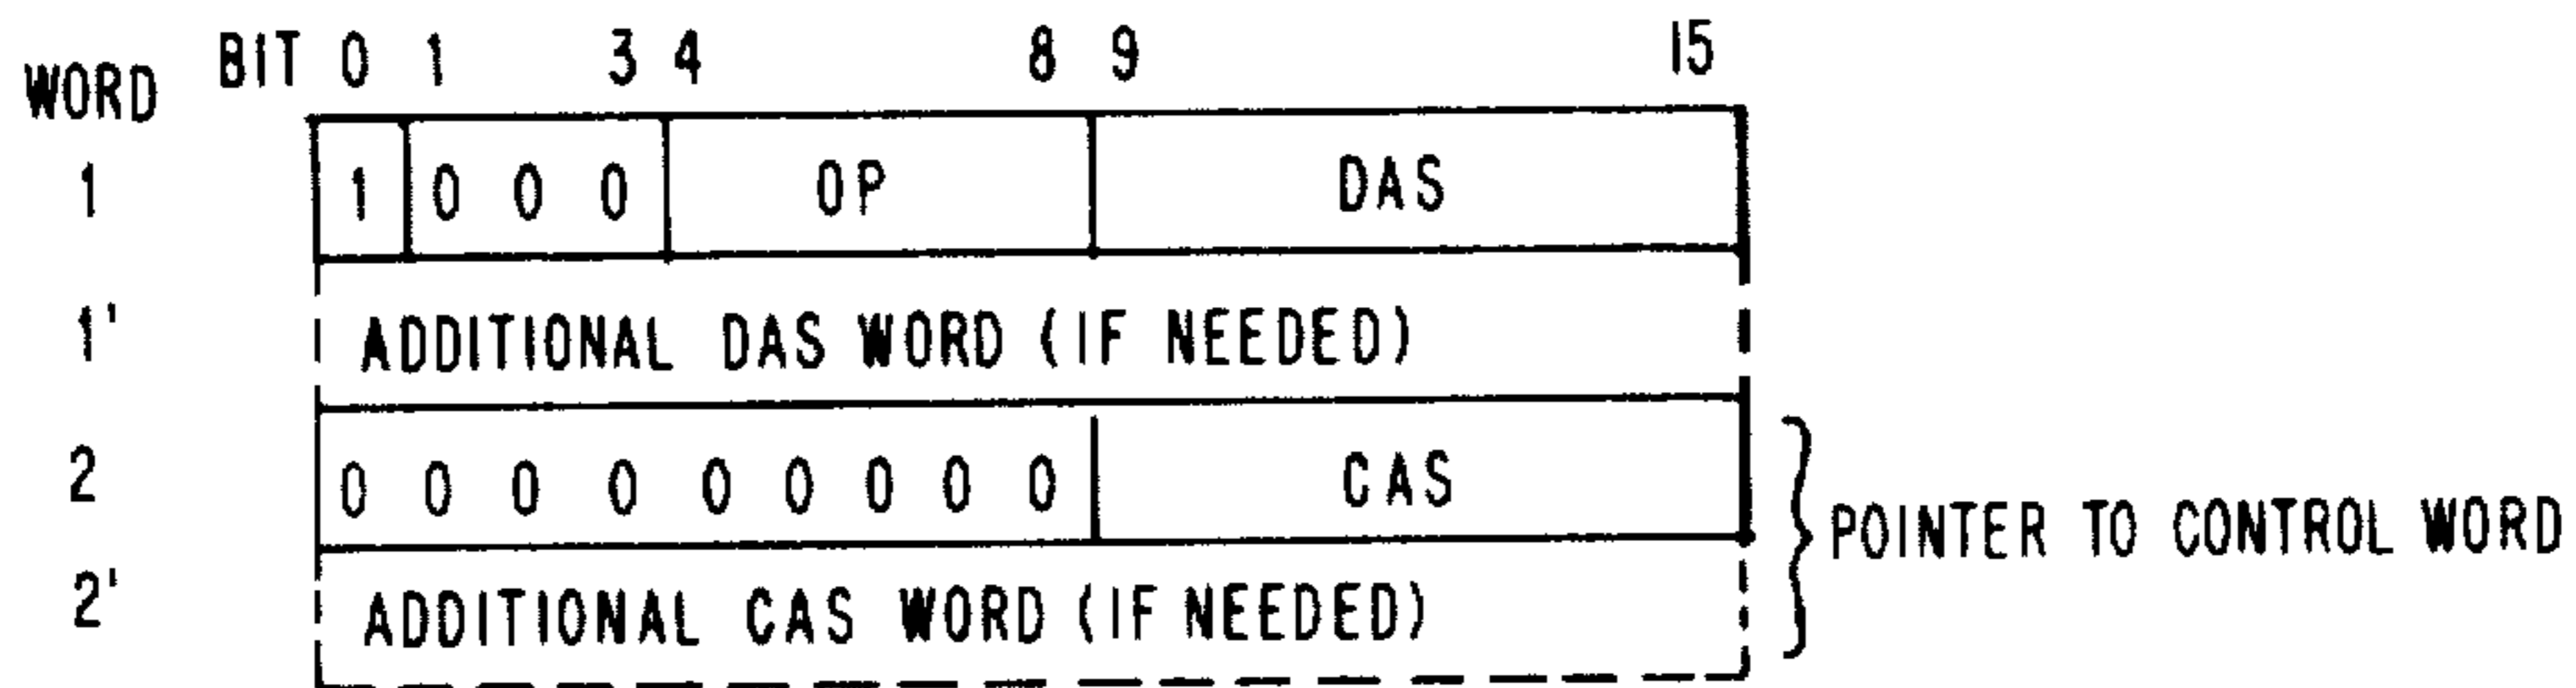 WORD BIT 0 1 3 4 8 9 15
1 1 0 0 0 OP DAS
1' ADDITIONAL DAS WORD (IF NEEDED)
2 0 0 0 0 0 0 0 0 0 CAS
POINTER TO CONTROL WORD
2' ADDITIONAL CAS WORD (IF NEEDED)